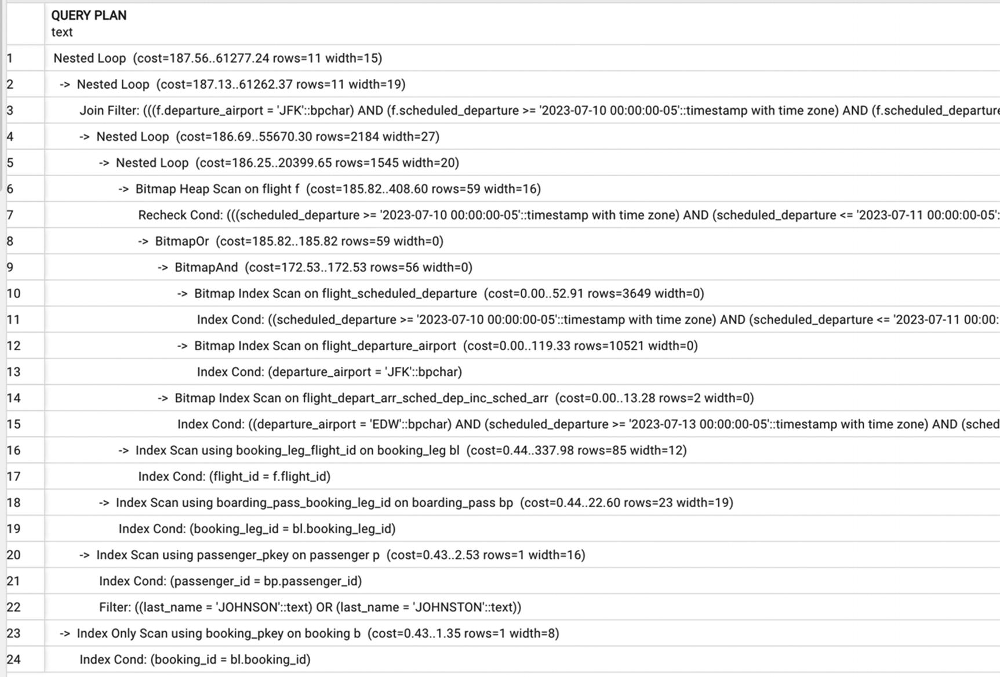 QUERY PLAN
text
1 Nested Loop (cost=187.56..61277.24 rows=11 width=15)
2 -> Nested Loop (cost=187.13..61262.37 rows=11 width=19)
3 Join Filter: (((f.departure_airport = 'JFK'::bpchar) AND (f.scheduled_departure >= '2023-07-10 00:00:00-05'::timestamp with time zone) AND (f.scheduled_departure
4 -> Nested Loop (cost=186.69..55670.30 rows=2184 width=27)
5 -> Nested Loop (cost=186.25..20399.65 rows=1545 width=20)
6 -> Bitmap Heap Scan on flight f (cost=185.82..408.60 rows=59 width=16)
7 Recheck Cond: (((scheduled_departure >= '2023-07-10 00:00:00-05'::timestamp with time zone) AND (scheduled_departure <= '2023-07-11 00:00:00-05':
8 -> BitmapOr (cost=185.82..185.82 rows=59 width=0)
9 -> BitmapAnd (cost=172.53..172.53 rows=56 width=0)
10 -> Bitmap Index Scan on flight_scheduled_departure (cost=0.00..52.91 rows=3649 width=0)
11 Index Cond: ((scheduled_departure >= '2023-07-10 00:00:00-05'::timestamp with time zone) AND (scheduled_departure <= '2023-07-11 00:00:
12 -> Bitmap Index Scan on flight_departure_airport (cost=0.00..119.33 rows=10521 width=0)
13 Index Cond: (departure_airport = 'JFK'::bpchar)
14 -> Bitmap Index Scan on flight_depart_arr_sched_dep_inc_sched_arr (cost=0.00..13.28 rows=2 width=0)
15 Index Cond: ((departure_airport = 'EDW'::bpchar) AND (scheduled_departure >= '2023-07-13 00:00:00-05'::timestamp with time zone) AND (sched
16 -> Index Scan using booking_leg_flight_id on booking_leg bl (cost=0.44..337.98 rows=85 width=12)
17 Index Cond: (flight_id = f.flight_id)
18 -> Index Scan using boarding_pass_booking_leg_id on boarding_pass bp (cost=0.44..22.60 rows=23 width=19)
19 Index Cond: (booking_leg_id = bl.booking_leg_id)
20 -> Index Scan using passenger_pkey on passenger p (cost=0.43..2.53 rows=1 width=16)
21 Index Cond: (passenger_id = bp.passenger_id)
22 Filter: ((last_name = 'JOHNSON'::text) OR (last_name = 'JOHNSTON'::text))
23 -> Index Only Scan using booking_pkey on booking b (cost=0.43..1.35 rows=1 width=8)
24 Index Cond: (booking_id = bl.booking_id)